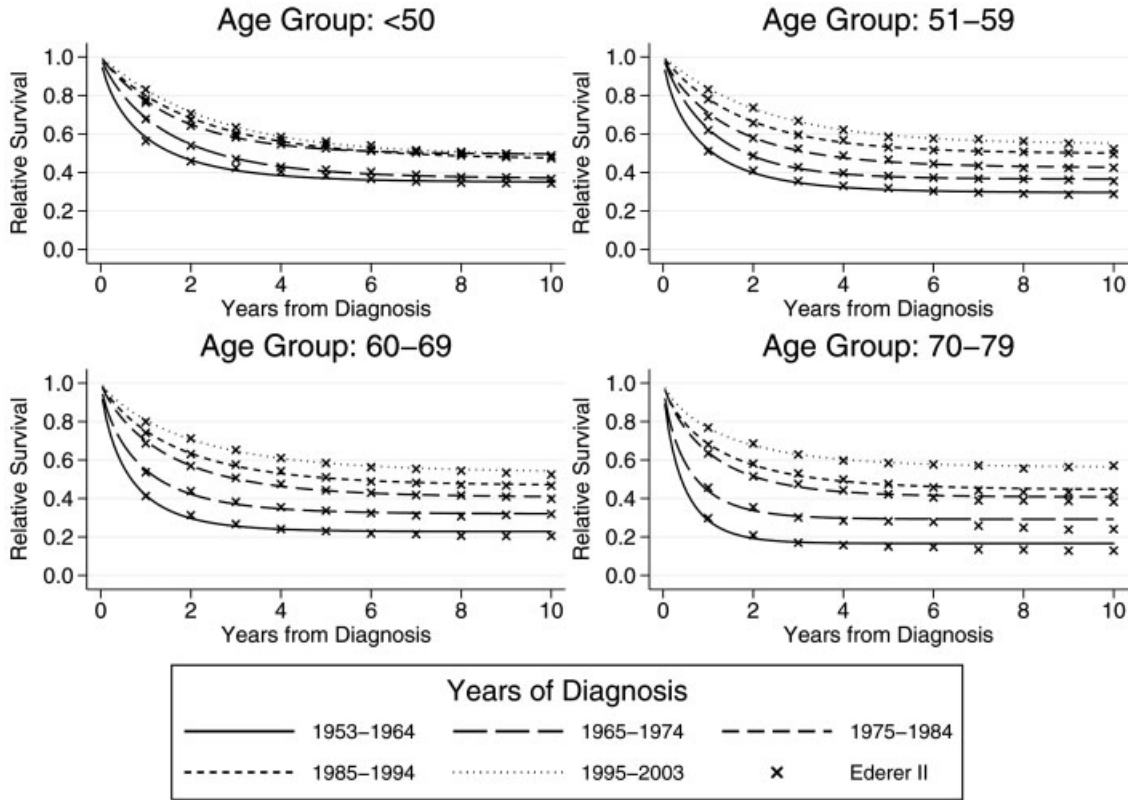 Age Group: <50
Relative Survival
1.0
0.8
0.6
0.4
0.2
0.0
0 2 4 6 8 10
Years from Diagnosis
Age Group: 51–59
Relative Survival
1.0
0.8
0.6
0.4
0.2
0.0
0 2 4 6 8 10
Years from Diagnosis
Age Group: 60–69
Relative Survival
1.0
0.8
0.6
0.4
0.2
0.0
0 2 4 6 8 10
Years from Diagnosis
Age Group: 70–79
Relative Survival
1.0
0.8
0.6
0.4
0.2
0.0
0 2 4 6 8 10
Years from Diagnosis
Years of Diagnosis
1953–1964 1965–1974 1975–1984
1985–1994 1995–2003 × Ederer II